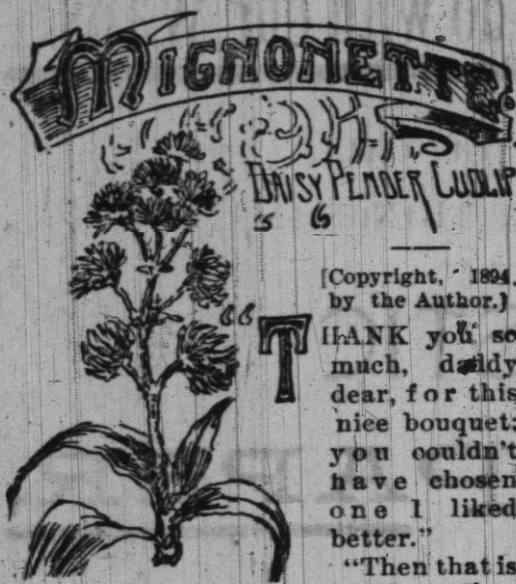 MIGNONETTE
DAISY PENDER CUDLIP
[Copyright, 1894,
by the Author.]
"THANK you so
much, daddy
dear, for this
nice bouquet;
you couldn't
have chosen
one I liked
better."
"Then that is